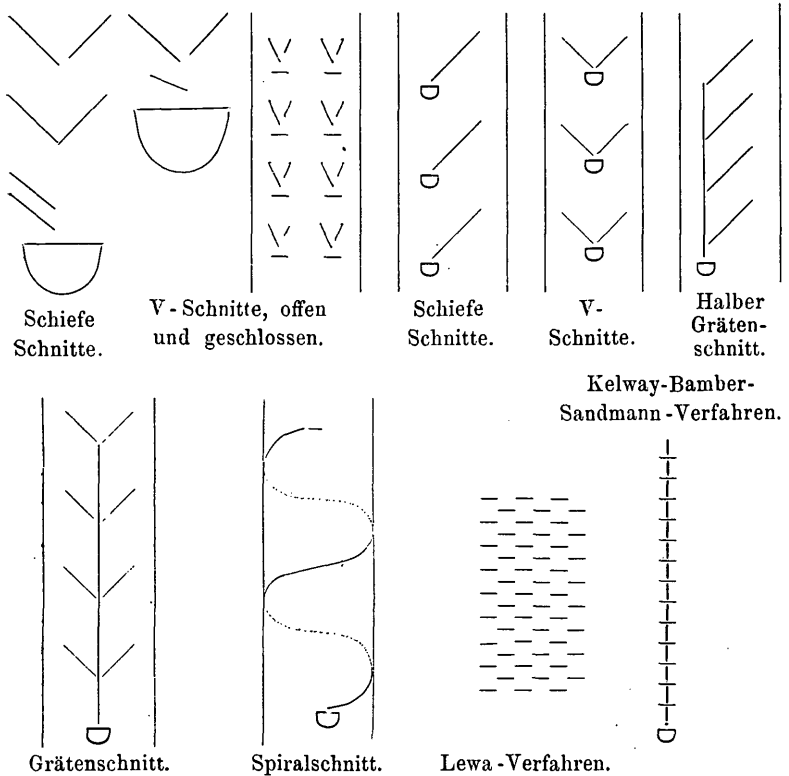 Schiefe
Schnitte.
V-Schnitte, offen
und geschlossen.
Schiefe
Schnitte.
V-
Schnitte.
Halber
Gräten-
schnitt.
Kelway-Bamber-
Sandmann-Verfahren.
Grätenschnitt.
Spiralschnitt.
Lewa-Verfahren.